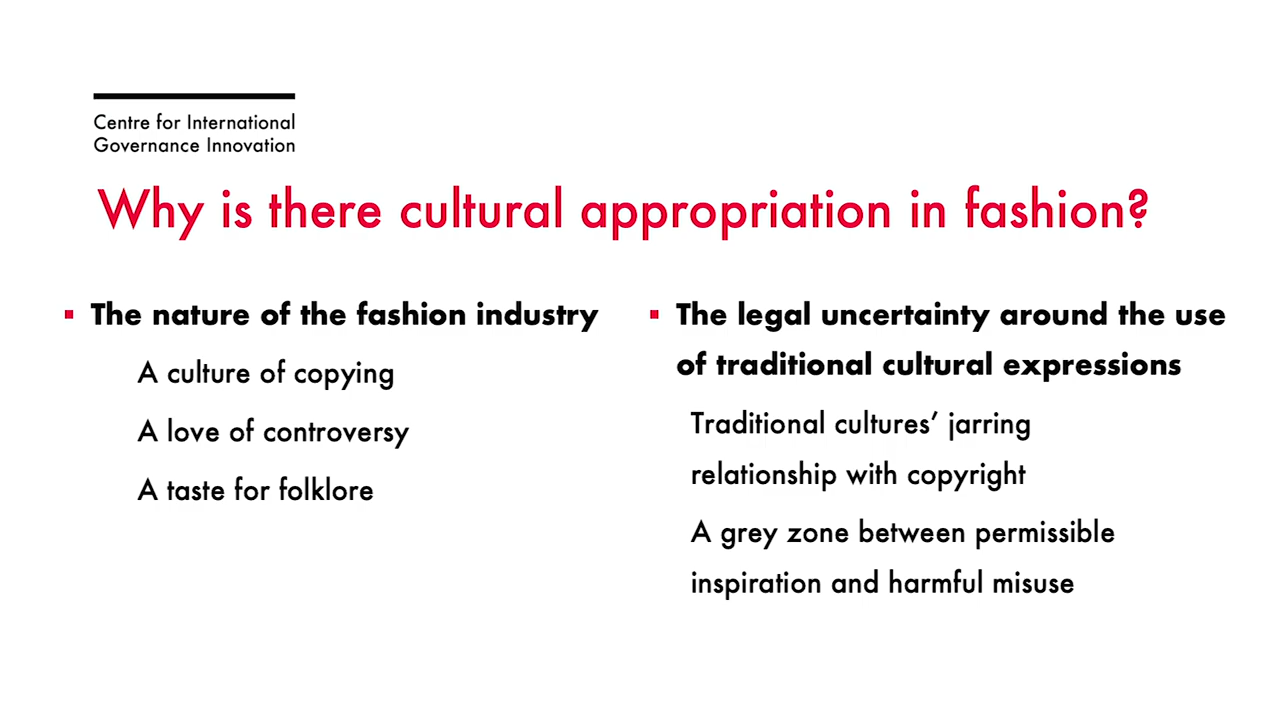 Centre for International
Governance Innovation
Why is there cultural appropriation in fashion?
The nature of the fashion industry
A culture of copying
A love of controversy
A taste for folklore
The legal uncertainty around the use
of traditional cultural expressions
Traditional cultures’ jarring
relationship with copyright
A grey zone between permissible
inspiration and harmful misuse